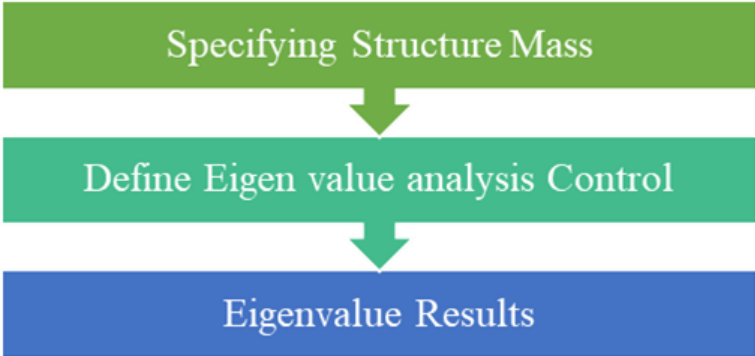 Specifying Structure Mass
Define Eigen value analysis Control
Eigenvalue Results